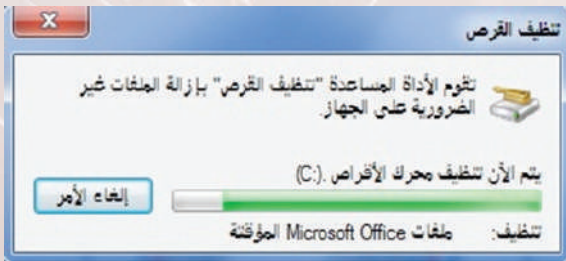 تنظيف القرص
تقوم الأداة المساعدة "تنظيف القرص" بإزالة الملفات غير
الضرورية على الجهاز.
يتم الآن تنظيف محرك الأقراص .(C:)
إلغاء الأمر
تنظيف: ملفات Microsoft Office المؤقتة